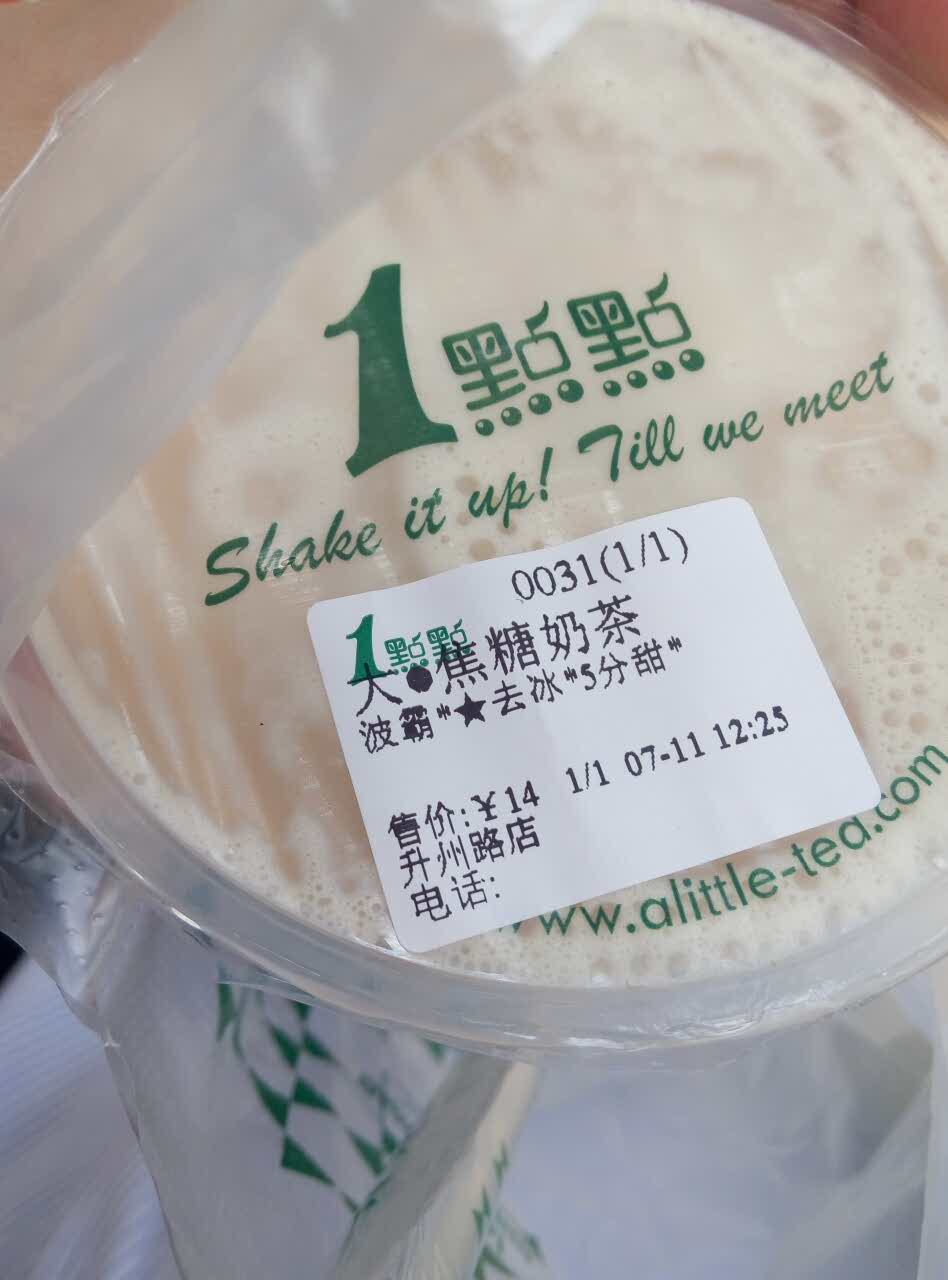 1點點
Shake it up! Till we meet
0031(1/1)
1點點
大●焦糖奶茶
波霸*★去冰*5分甜*
1/1 07-11 12:25
售价:￥14
升州路店
电话:
www.alittle-tea.com